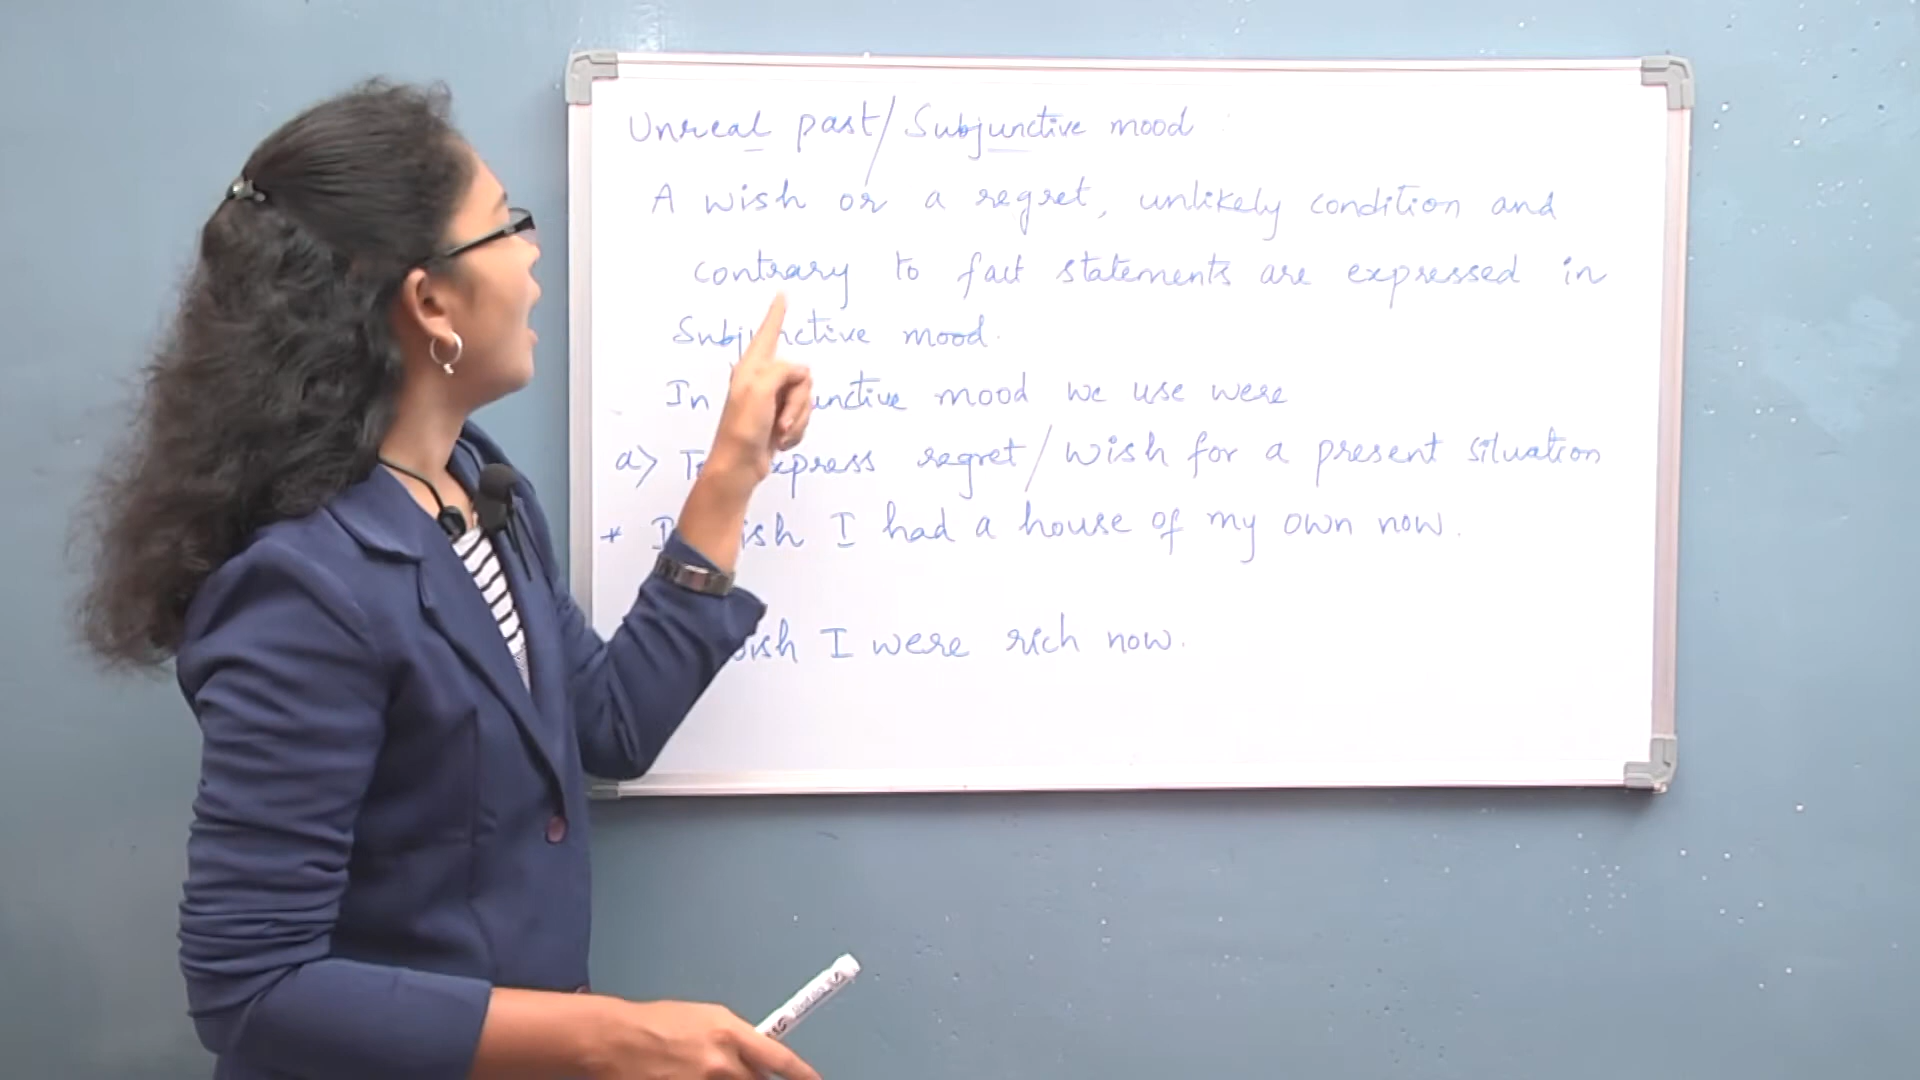 Unreal past/Subjunctive mood
A wish or a regret, unlikely condition and
contrary to fact statements are expressed in
Subjunctive mood.
In Subjunctive mood we use were
a) To express regret/wish for a present situation
* I wish I had a house of my own now.
wish I were rich now.